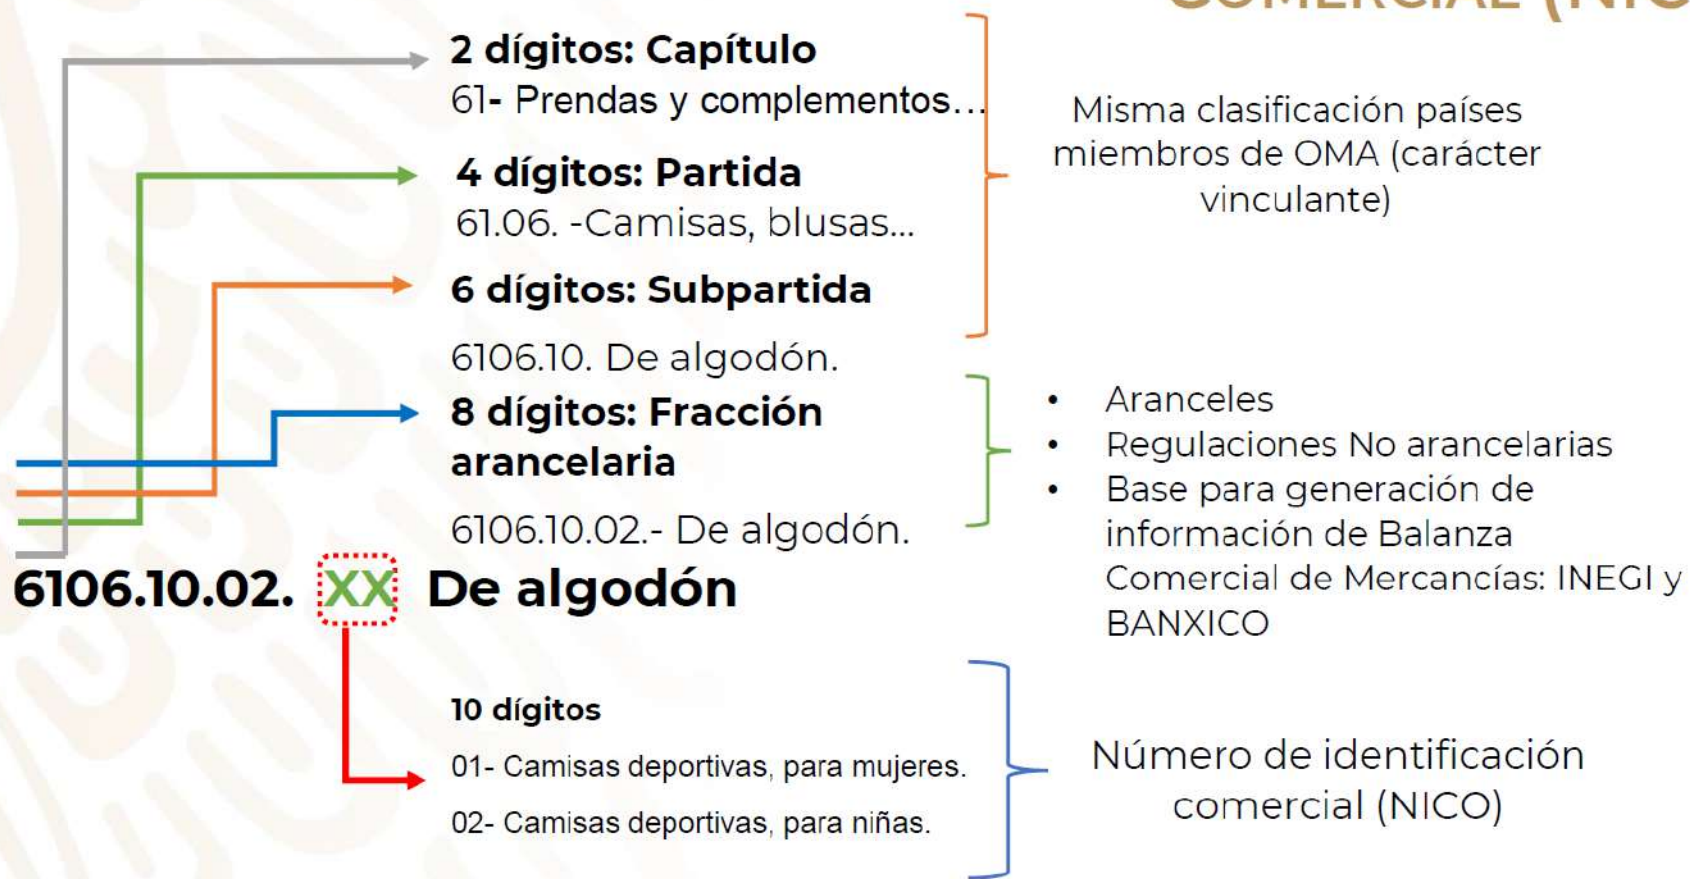 COMERCIAL (NIC
2 dígitos: Capítulo
61- Prendas y complementos...
4 dígitos: Partida
61.06. -Camisas, blusas...
6 dígitos: Subpartida
6106.10. De algodón.
Misma clasificación países
miembros de OMA (carácter
vinculante)
8 dígitos: Fracción
arancelaria
6106.10.02.- De algodón.
• Aranceles
• Regulaciones No arancelarias
• Base para generación de
información de Balanza
Comercial de Mercancías: INEGI y
BANXICO
6106.10.02. XX De algodón
10 dígitos
01- Camisas deportivas, para mujeres.
02- Camisas deportivas, para niñas.
Número de identificación
comercial (NICO)